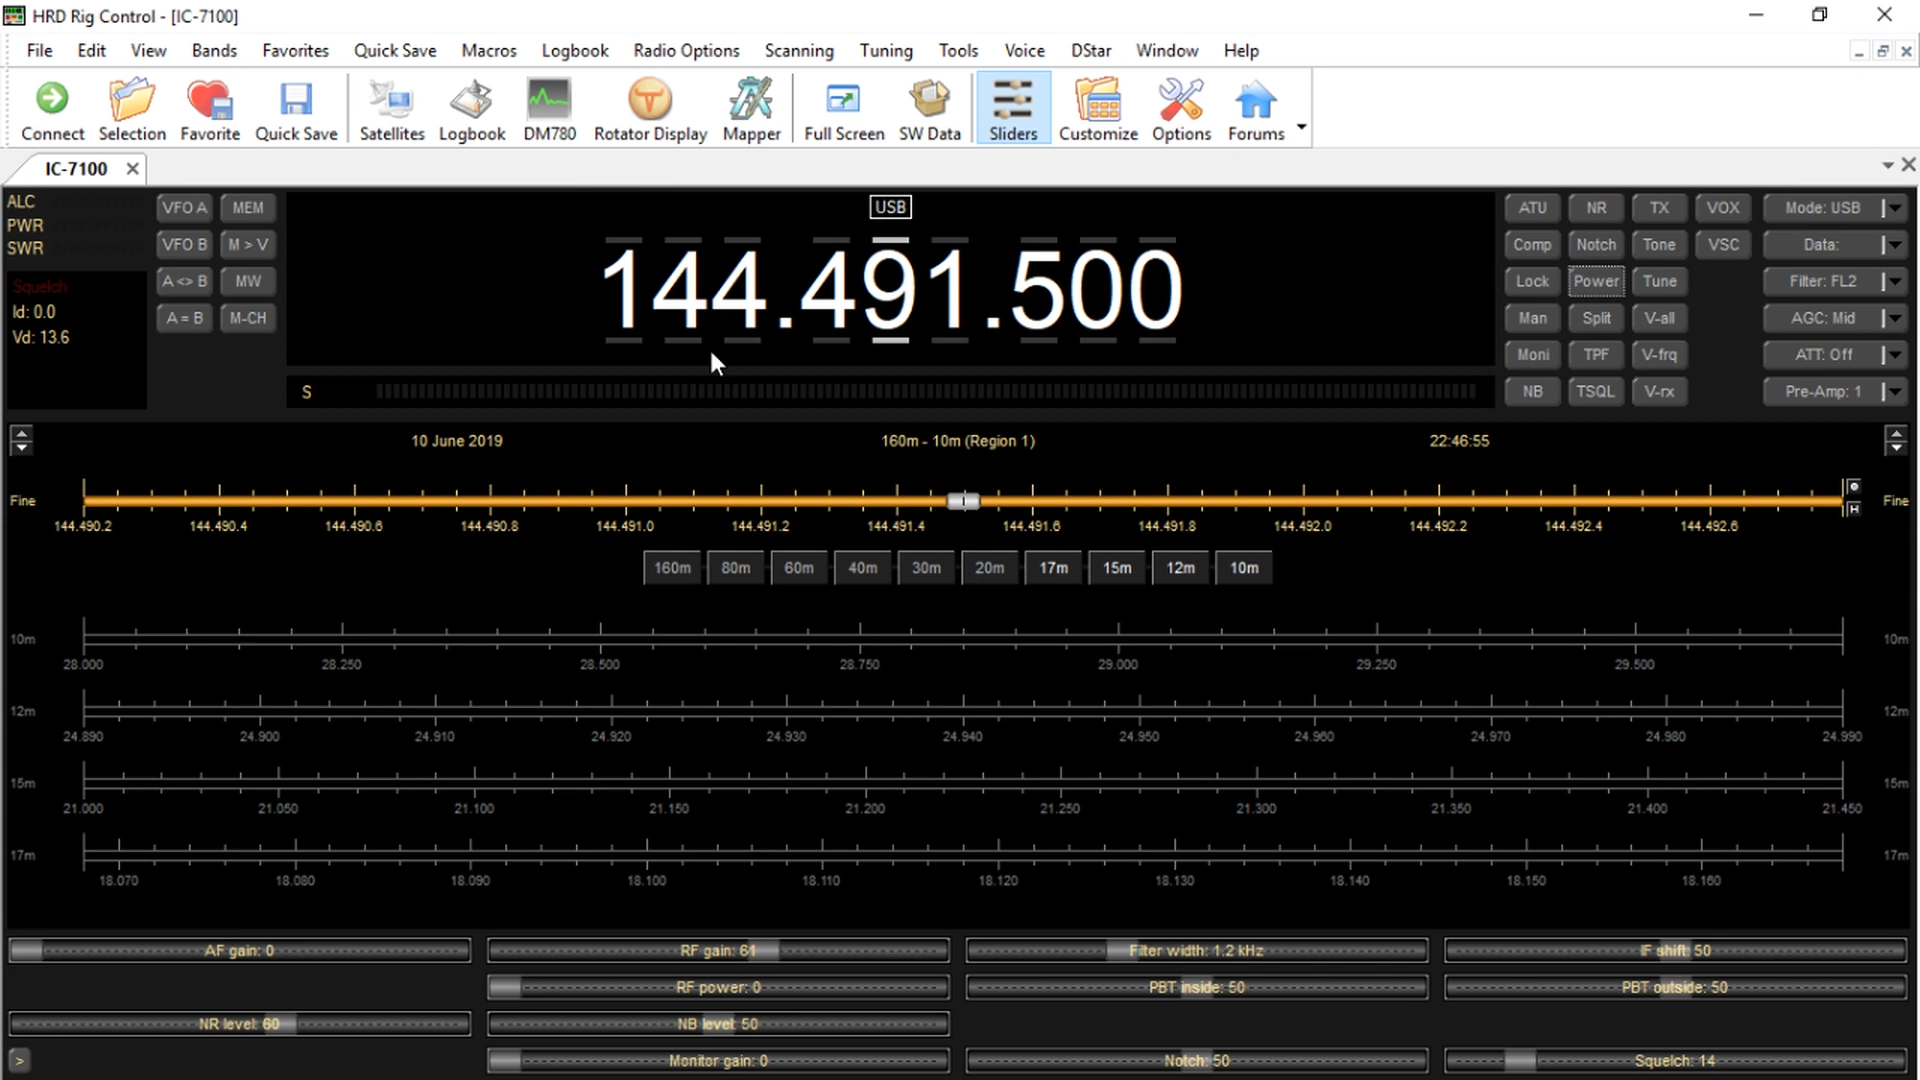 HRD Rig Control - [IC-7100]
File Edit View Bands Favorites Quick Save Macros Logbook Radio Options Scanning Tuning Tools Voice DStar Window Help
Connect Selection Favorite Quick Save Satellites Logbook DM780 Rotator Display Mapper Full Screen SW Data Sliders Customize Options Forums
IC-7100
ALC VFO A MEM USB ATU NR TX VOX Mode: USB
PWR
SWR VFO B M > V Comp Notch Tone VSC Data:
144.491.500
Squelch A <> B MW Lock Power Tune Filter: FL2
Id: 0.0 A = B M-CH Man Split V-all AGC: Mid
Vd: 13.6
Moni TPF V-frq ATT: Off
S NB TSQL V-rx Pre-Amp: 1
10 June 2019 160m - 10m (Region 1) 22:46:55
Fine Fine
H
144.490.2 144.490.4 144.490.6 144.490.8 144.491.0 144.491.2 144.491.4 144.491.6 144.491.8 144.492.0 144.492.2 144.492.4 144.492.6
160m 80m 60m 40m 30m 20m 17m 15m 12m 10m
10m 10m
28.000 28.250 28.500 28.750 29.000 29.250 29.500
12m 12m
24.890 24.900 24.910 24.920 24.930 24.940 24.950 24.960 24.970 24.980 24.990
15m 15m
21.000 21.050 21.100 21.150 21.200 21.250 21.300 21.350 21.400 21.450
17m 17m
18.070 18.080 18.090 18.100 18.110 18.120 18.130 18.140 18.150 18.160
AF gain: 0 RF gain: 61 Filter width: 1.2 kHz IF shift: 50
RF power: 0 PBT inside: 50 PBT outside: 50
NR level: 60 NB level: 50
> Monitor gain: 0 Notch: 50 Squelch: 14